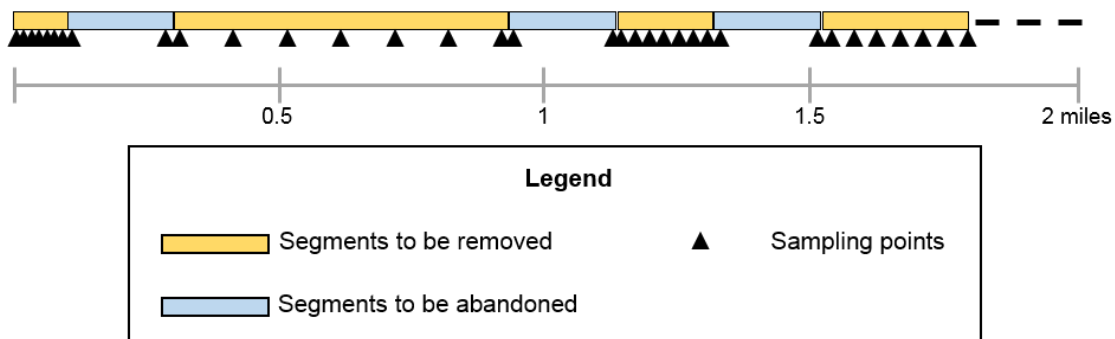 0.5 1 1.5 2 miles
Legend
Segments to be removed Sampling points
Segments to be abandoned